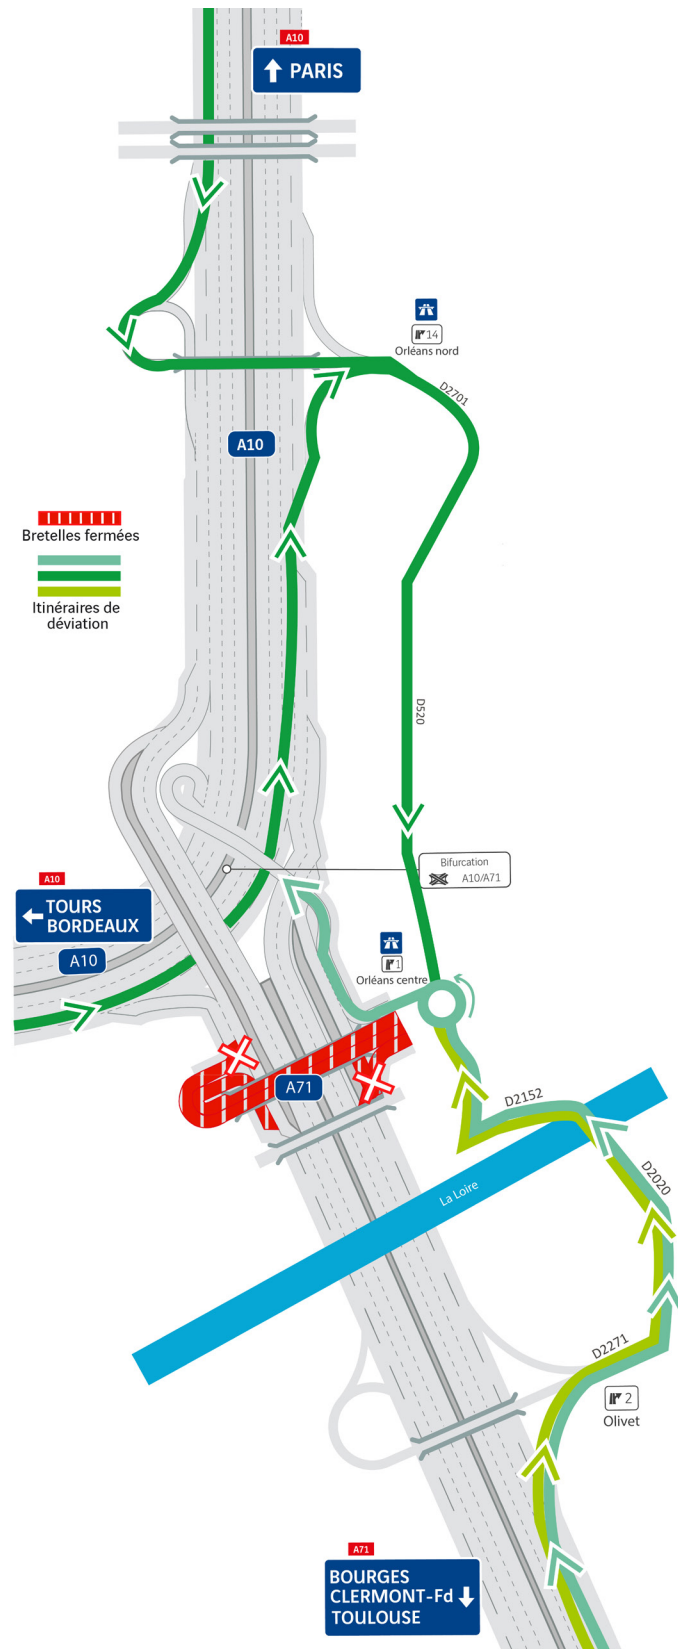 A10
PARIS
14
Orléans nord
D2701
A10
Bretelles fermées
Itinéraires de
déviation
D520
Bifurcation
A10/A71
A10
TOURS
BORDEAUX
A10
1
Orléans centre
A71
D2152
D2020
La Loire
D2271
2
Olivet
A71
BOURGES
CLERMONT-Fd
TOULOUSE